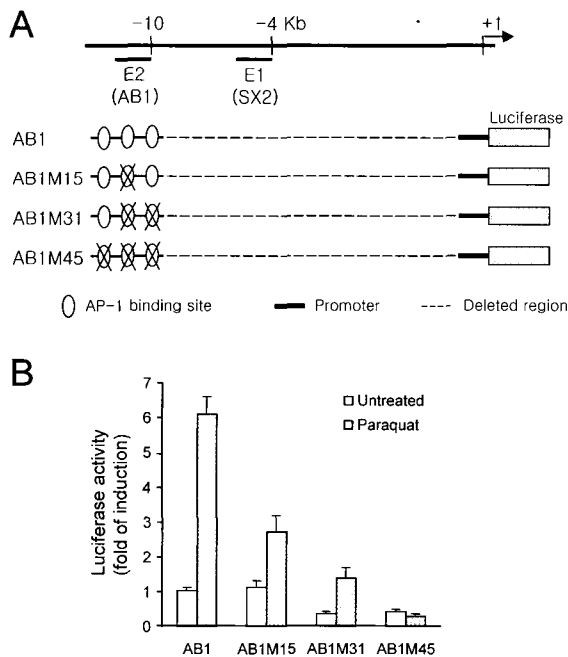 A
-10
-4 Kb
+1
E2
(AB1)
E1
(SX2)
Luciferase
AB1
AB1M15
AB1M31
AB1M45
AP-1 binding site
Promoter
Deleted region
B
Luciferase activity
(fold of induction)
7
6
5
4
3
2
1
0
Untreated
Paraquat
AB1
AB1M15
AB1M31
AB1M45